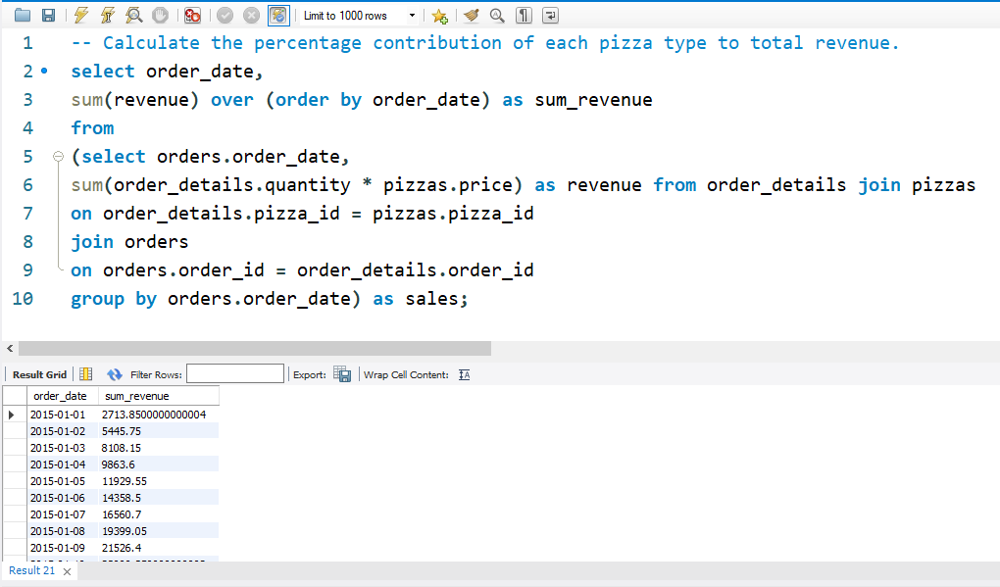 Limit to 1000 rows
1 -- Calculate the percentage contribution of each pizza type to total revenue.
2 select order_date,
3 sum(revenue) over (order by order_date) as sum_revenue
4 from
5 (select orders.order_date,
6 sum(order_details.quantity * pizzas.price) as revenue from order_details join pizzas
7 on order_details.pizza_id = pizzas.pizza_id
8 join orders
9 on orders.order_id = order_details.order_id
10 group by orders.order_date) as sales;
Result Grid Filter Rows: Export: Wrap Cell Content: IA
order_date sum_revenue
2015-01-01 2713.8500000000004
2015-01-02 5445.75
2015-01-03 8108.15
2015-01-04 9863.6
2015-01-05 11929.55
2015-01-06 14358.5
2015-01-07 16560.7
2015-01-08 19399.05
2015-01-09 21526.4
Result 21